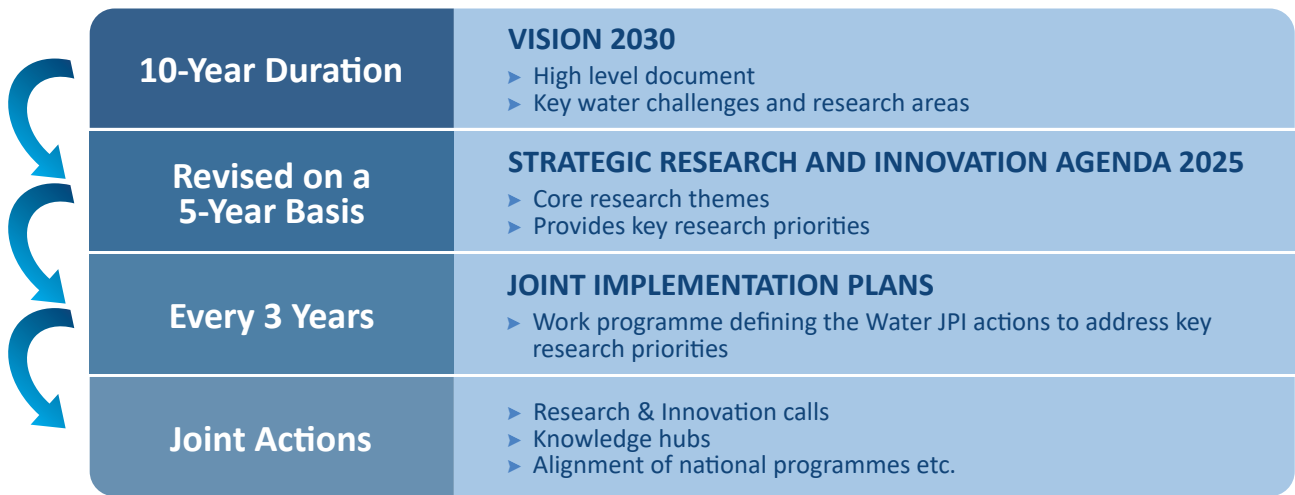 10-Year Duration
VISION 2030
➤ High level document
➤ Key water challenges and research areas
Revised on a
5-Year Basis
STRATEGIC RESEARCH AND INNOVATION AGENDA 2025
➤ Core research themes
➤ Provides key research priorities
Every 3 Years
JOINT IMPLEMENTATION PLANS
➤ Work programme defining the Water JPI actions to address key
research priorities
Joint Actions
➤ Research & Innovation calls
➤ Knowledge hubs
➤ Alignment of national programmes etc.